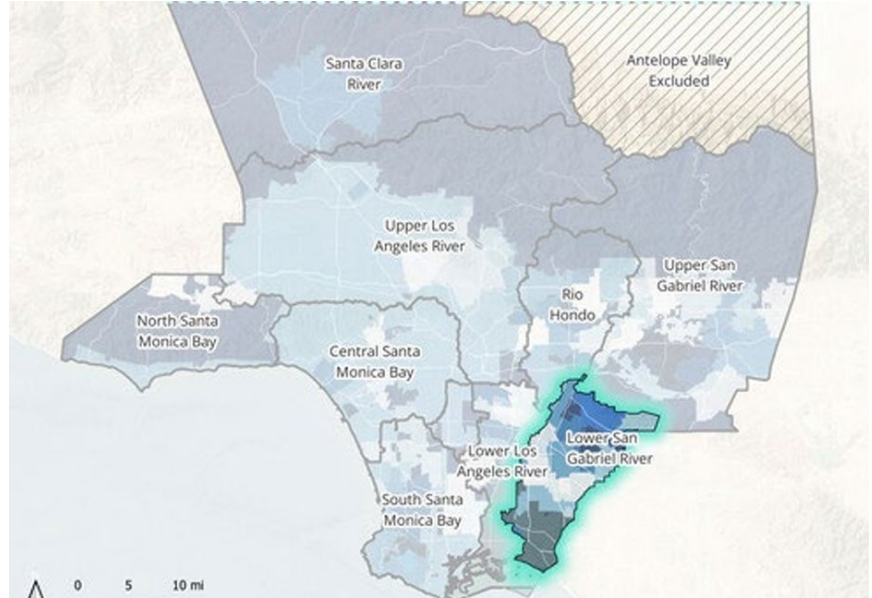 Santa Clara
River
Antelope Valley
Excluded
Upper Los
Angeles River
Upper San
Gabriel River
Rio
Hondo
North Santa
Monica Bay
Central Santa
Monica Bay
Lower San
Gabriel River
Lower Los
Angeles River
South Santa
Monica Bay
0 5 10 mi